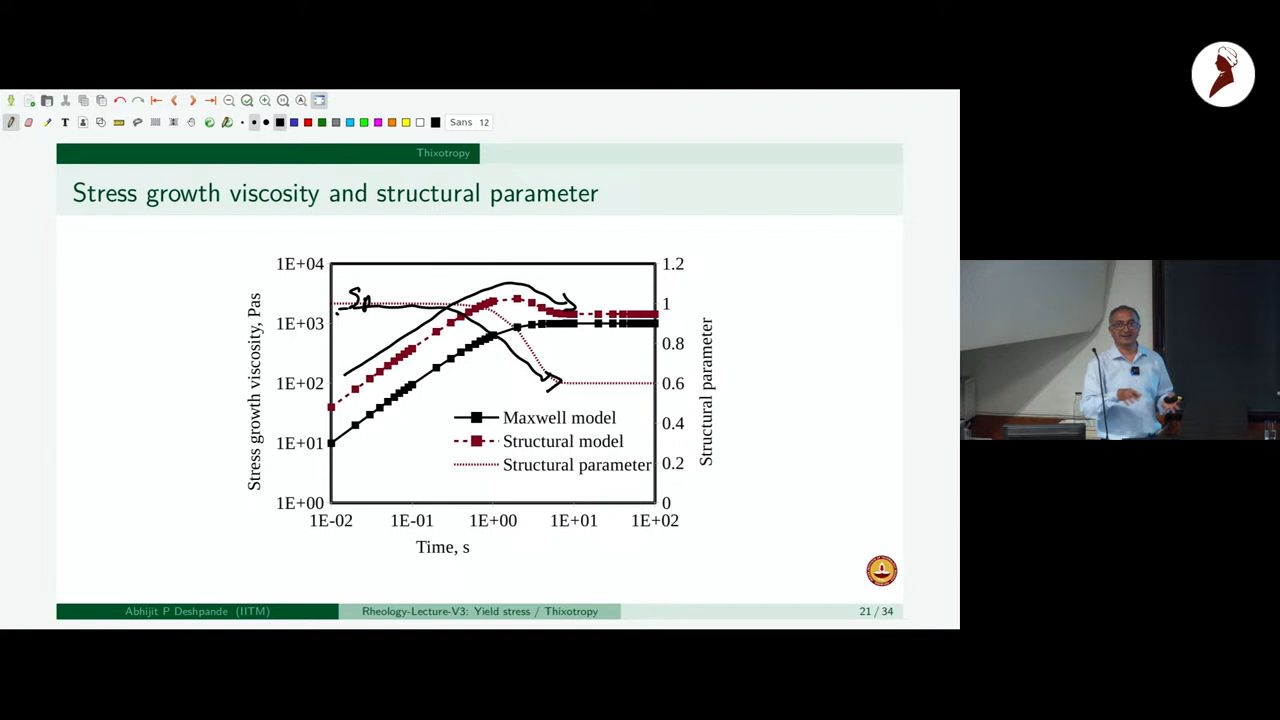 Sans 12
Thixotropy
Stress growth viscosity and structural parameter
1E+04
1E+03
1E+02
1E+01
1E+00
Stress growth viscosity, Pas
Sp
Maxwell model
Structural model
Structural parameter
1.2
1
0.8
0.6
0.4
0.2
0
Structural parameter
1E-02 1E-01 1E+00 1E+01 1E+02
Time, s
Abhijit P Deshpande (IITM) Rheology-Lecture-V3: Yield stress / Thixotropy 21 / 34